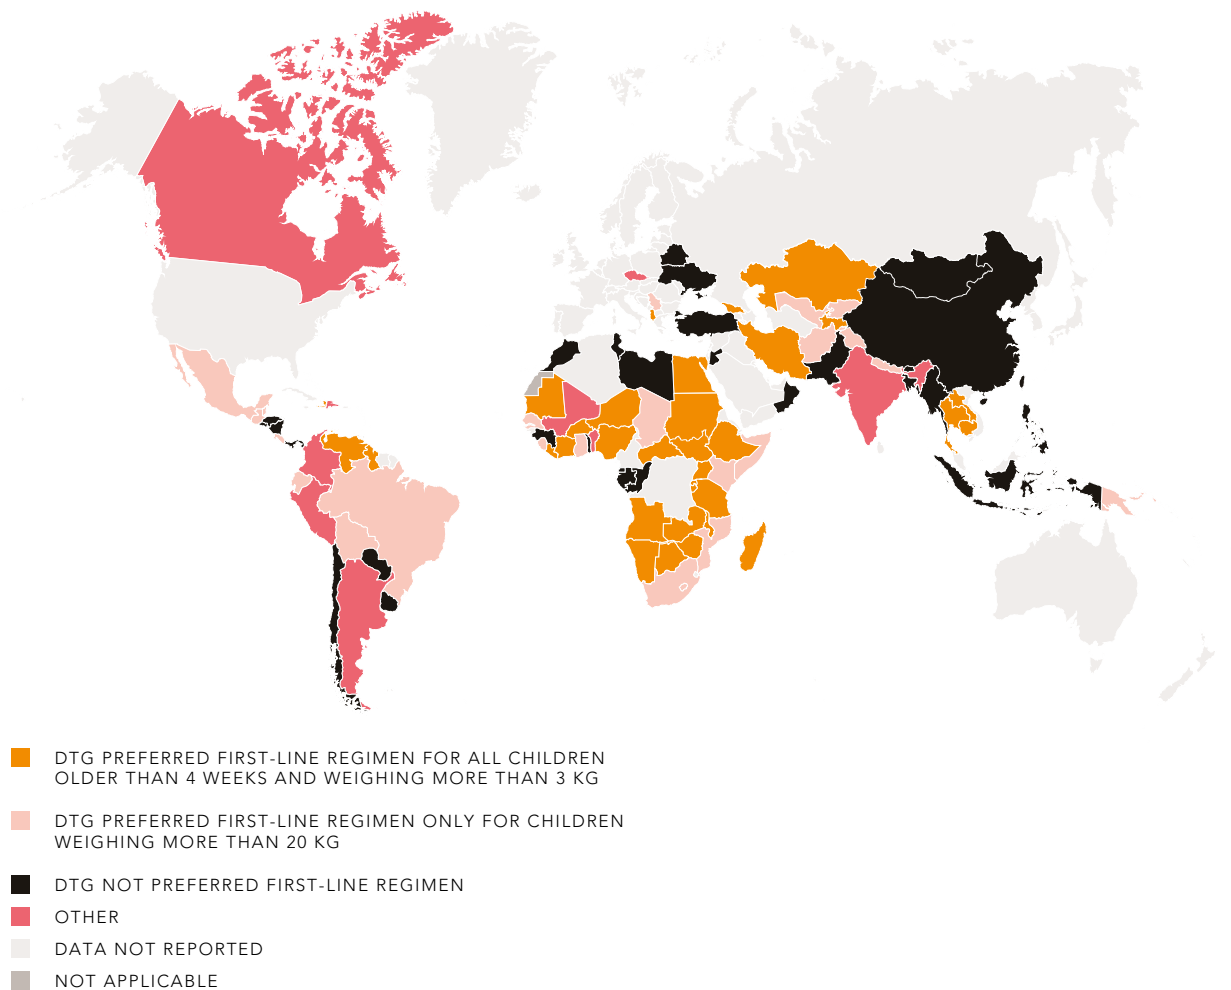 DTG PREFERRED FIRST-LINE REGIMEN FOR ALL CHILDREN
OLDER THAN 4 WEEKS AND WEIGHING MORE THAN 3 KG
DTG PREFERRED FIRST-LINE REGIMEN ONLY FOR CHILDREN
WEIGHING MORE THAN 20 KG
DTG NOT PREFERRED FIRST-LINE REGIMEN
OTHER
DATA NOT REPORTED
NOT APPLICABLE